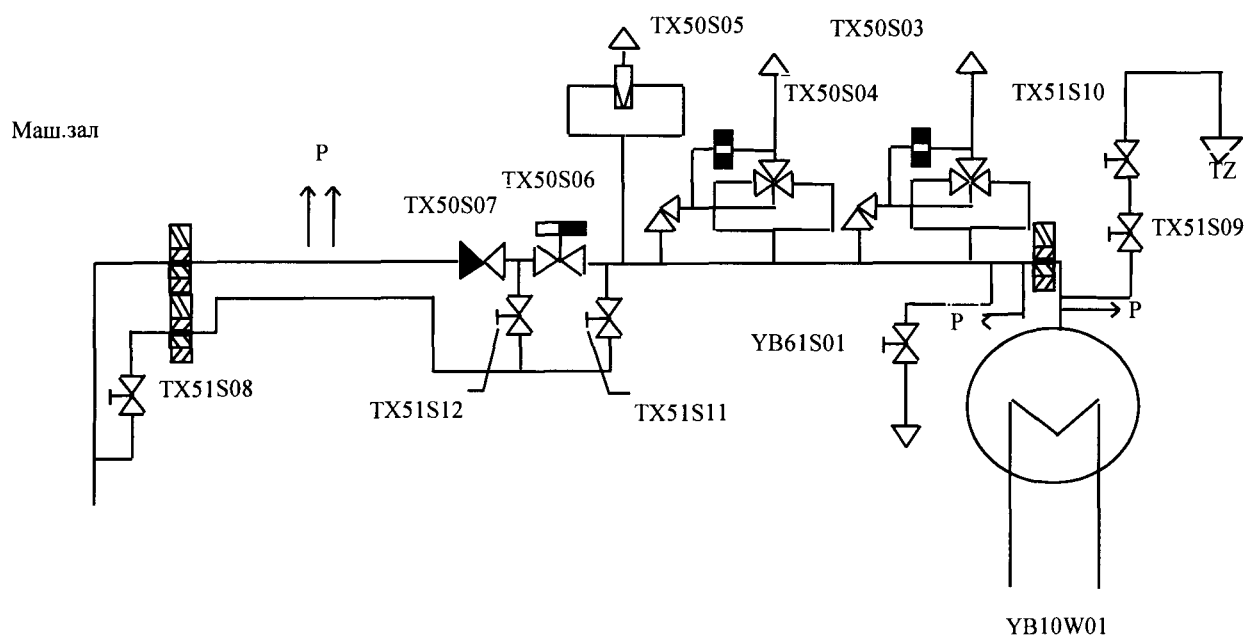 TX50S05
TX50S03
TX50S04
TX51S10
Маш.зал
P
TX50S06
TZ
TX50S07
TX51S09
P
P
YB61S01
TX51S08
TX51S12
TX51S11
YB10W01